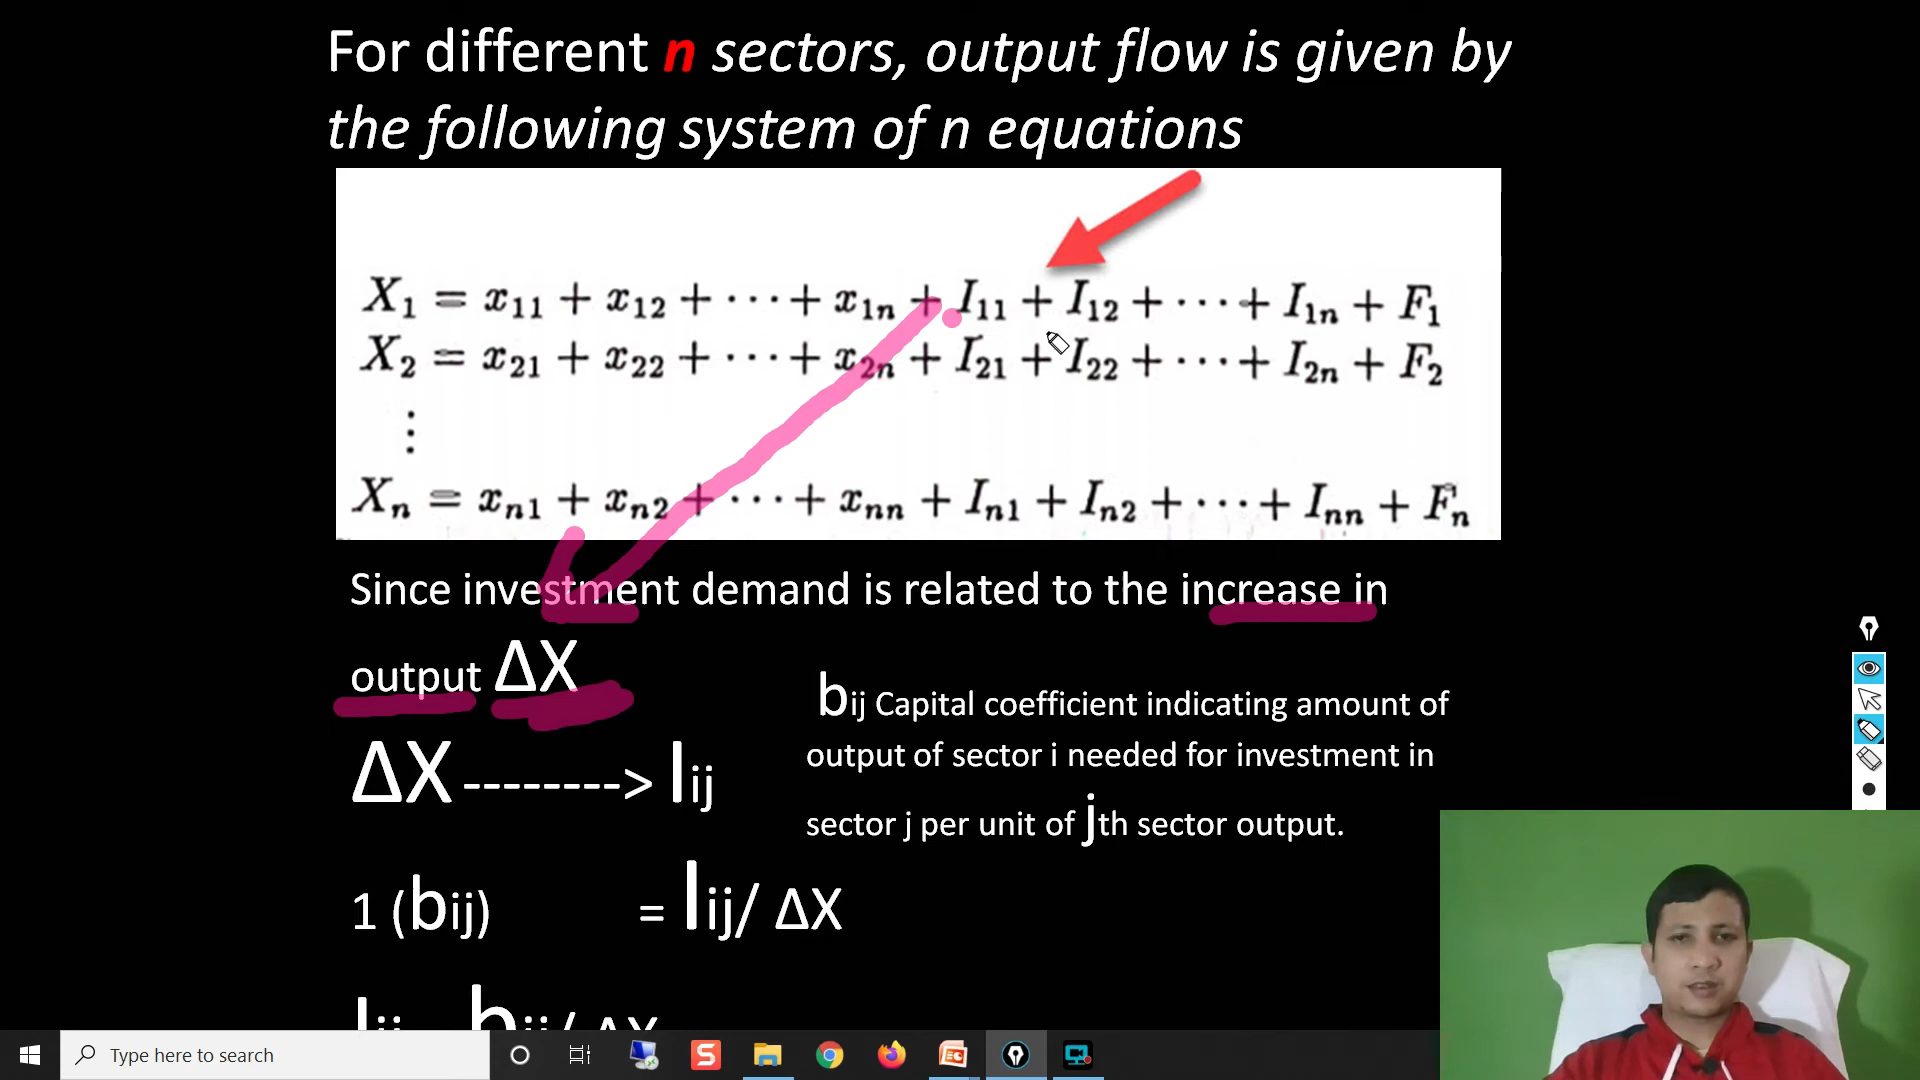 For different n sectors, output flow is given by
the following system of n equations
X₁ = x₁₁ + x₁₂ + ··· + x₁ₙ + I₁₁ + I₁₂ + ··· + I₁ₙ + F₁
X₂ = x₂₁ + x₂₂ + ··· + x₂ₙ + I₂₁ + I₂₂ + ··· + I₂ₙ + F₂
⋮
Xₙ = xₙ₁ + xₙ₂ + ··· + xₙₙ + Iₙ₁ + Iₙ₂ + ··· + Iₙₙ + Fₙ
Since investment demand is related to the increase in
output ΔX
ΔX --------> Iij
1 (bij) = Iij/ ΔX
bij Capital coefficient indicating amount of
output of sector i needed for investment in
sector j per unit of jth sector output.
Type here to search